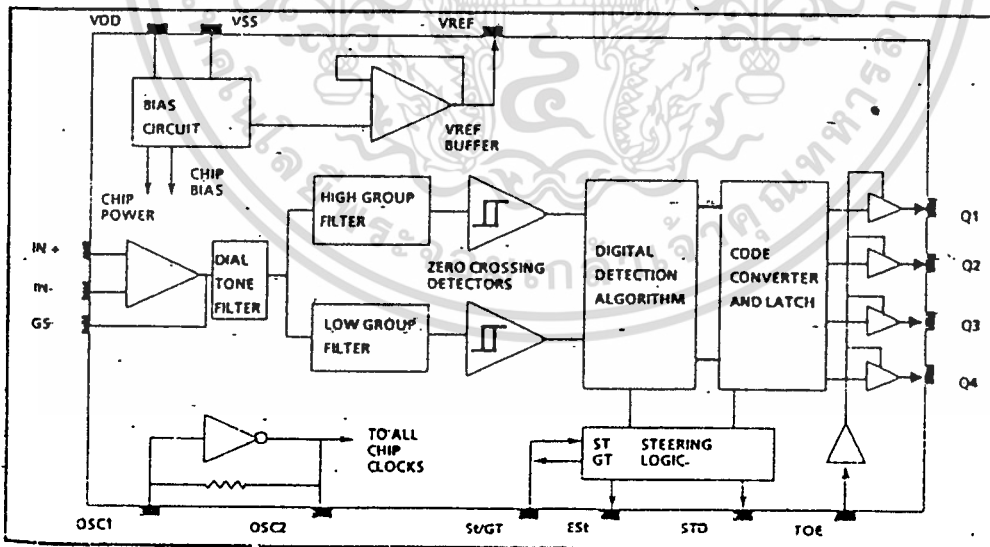 VDD VSS VREF
BIAS
CIRCUIT
VREF
BUFFER
CHIP
BIAS
CHIP
POWER
HIGH GROUP
FILTER
IN +
IN-
GS
DIAL
TONE
FILTER
ZERO CROSSING
DETECTORS
LOW GROUP
FILTER
DIGITAL
DETECTION
ALGORITHM
CODE
CONVERTER
AND LATCH
Q1
Q2
Q3
Q4
TO ALL
CHIP
CLOCKS
ST STEERING
GT LOGIC
OSC1 OSC2 St/GT ESt STD TOE